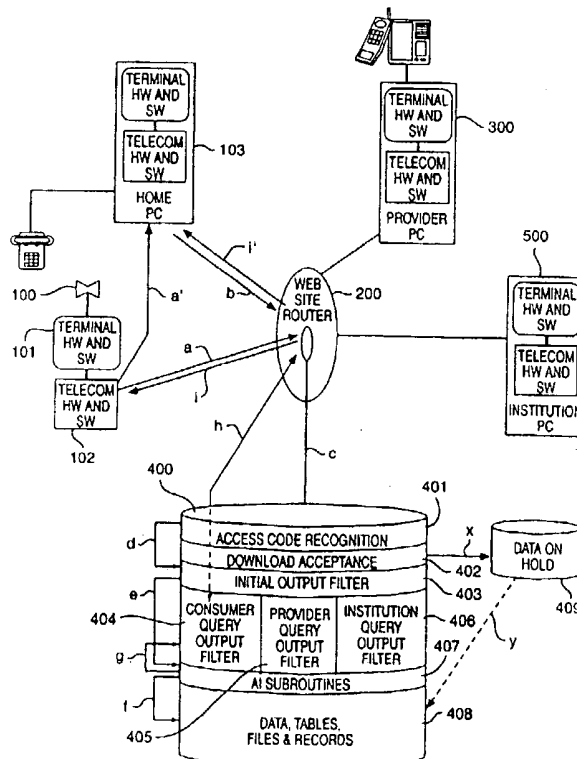 TERMINAL
HW AND
SW
TELECOM
HW AND
SW
HOME
PC
103
TERMINAL
HW AND
SW
TELECOM
HW AND
SW
PROVIDER
PC
300
100
101
TERMINAL
HW AND
SW
TELECOM
HW AND
SW
102
a'
i'
b
a
i
WEB
SITE
ROUTER
200
500
TERMINAL
HW AND
SW
TELECOM
HW AND
SW
INSTITUTION
PC
h
c
400
401
ACCESS CODE RECOGNITION
DOWNLOAD ACCEPTANCE
402
INITIAL OUTPUT FILTER
403
d
e
g
f
x
DATA ON
HOLD
409
y
404
CONSUMER
QUERY
OUTPUT
FILTER
PROVIDER
QUERY
OUTPUT
FILTER
INSTITUTION
QUERY
OUTPUT
FILTER
406
407
AI SUBROUTINES
405
DATA, TABLES,
FILES & RECORDS
408